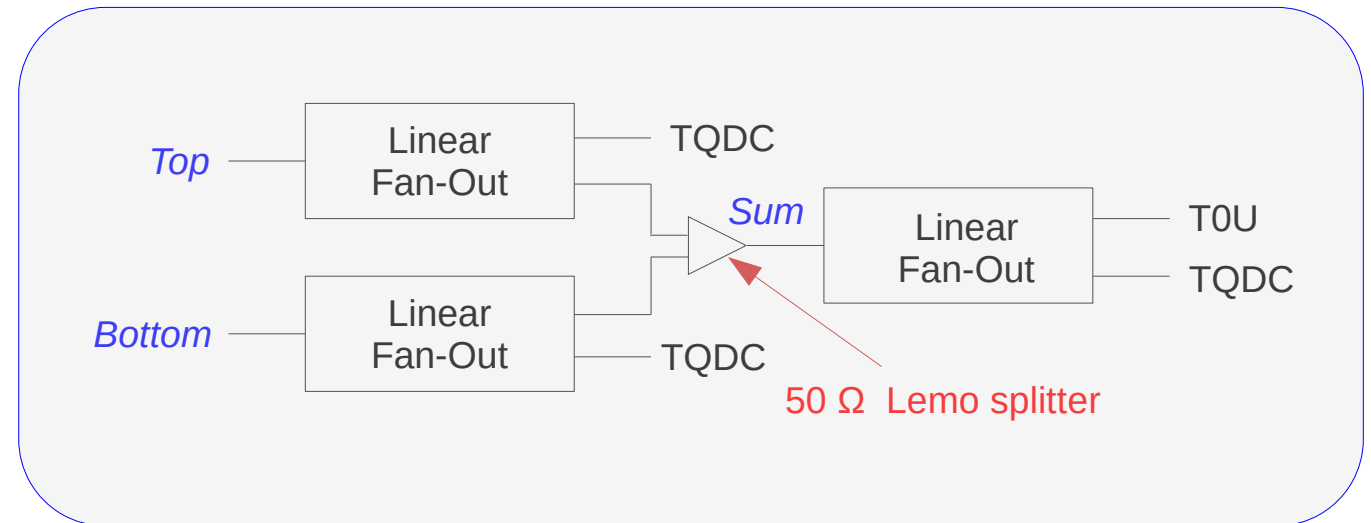 Top
Linear
Fan-Out
TQDC
Bottom
Linear
Fan-Out
TQDC
Sum
Linear
Fan-Out
T0U
TQDC
50 Ω Lemo splitter